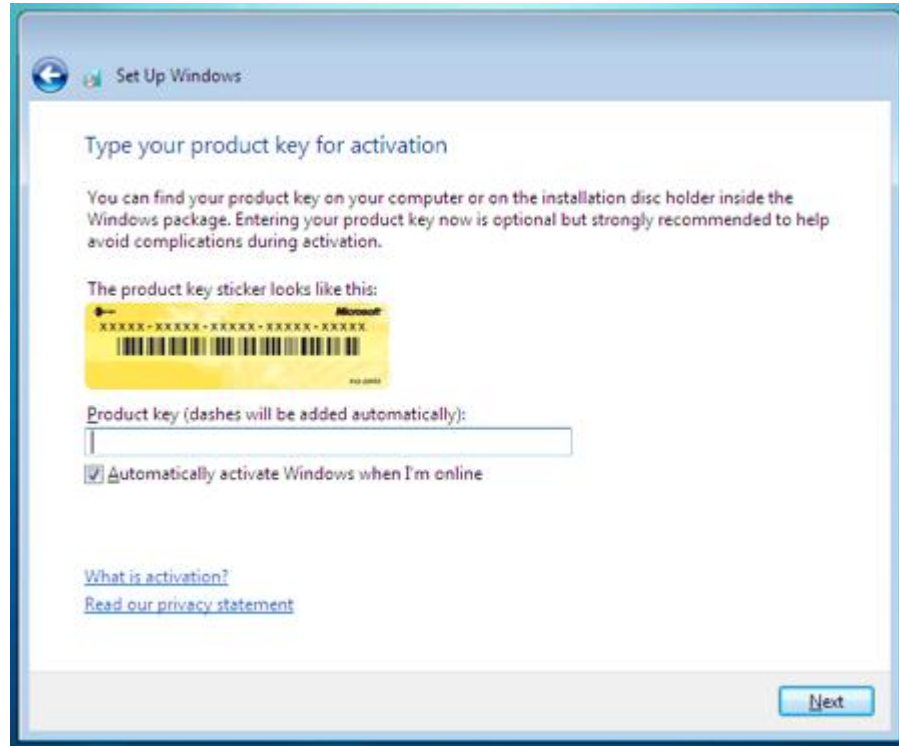 Set Up Windows
Type your product key for activation
You can find your product key on your computer or on the installation disc holder inside the
Windows package. Entering your product key now is optional but strongly recommended to help
avoid complications during activation.
The product key sticker looks like this:
Microsoft
XXXXX-XXXXX-XXXXX-XXXXX-XXXXX
Product key (dashes will be added automatically):
Automatically activate Windows when I'm online
What is activation?
Read our privacy statement
Next